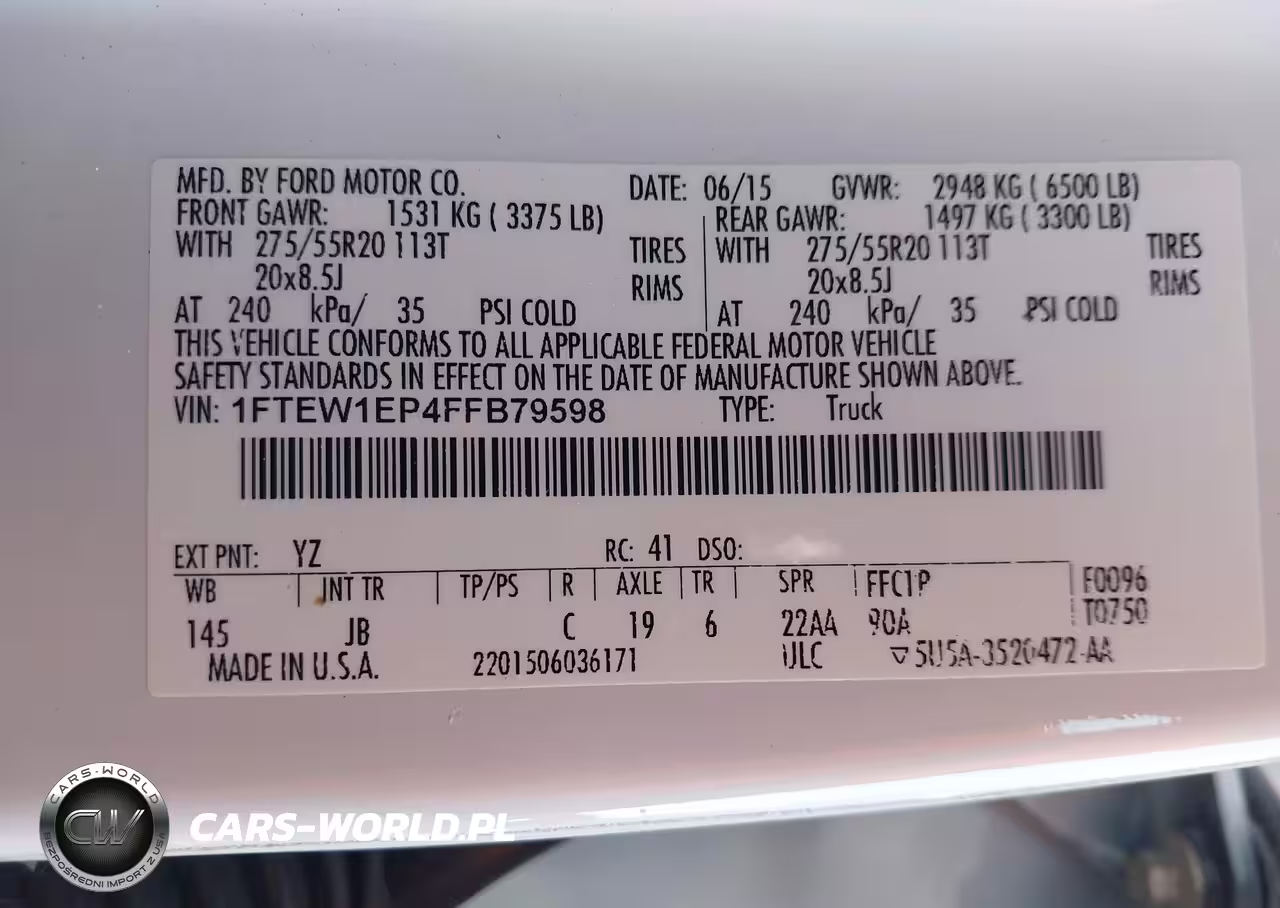 MFD. BY FORD MOTOR CO. DATE: 06/15 GVWR: 2948 KG ( 6500 LB)
FRONT GAWR: 1531 KG ( 3375 LB) REAR GAWR: 1497 KG ( 3300 LB)
WITH 275/55R20 113T TIRES WITH 275/55R20 113T TIRES
20x8.5J RIMS 20x8.5J RIMS
AT 240 kPa/ 35 PSI COLD AT 240 kPa/ 35 PSI COLD
THIS VEHICLE CONFORMS TO ALL APPLICABLE FEDERAL MOTOR VEHICLE
SAFETY STANDARDS IN EFFECT ON THE DATE OF MANUFACTURE SHOWN ABOVE.
VIN: 1FTEW1EP4FFB79598 TYPE: Truck
EXT PNT: YZ RC: 41 DSO:
WB INT TR TP/PS R AXLE TR SPR FFC1P F0096
T0750
145 JB C 19 6 22AA 90A
MADE IN U.S.A. 2201506036171 ULC 5U5A-3520472-AA
CARS-WORLD
CW
BEZPOŚREDNI IMPORT Z USA
CARS-WORLD.PL